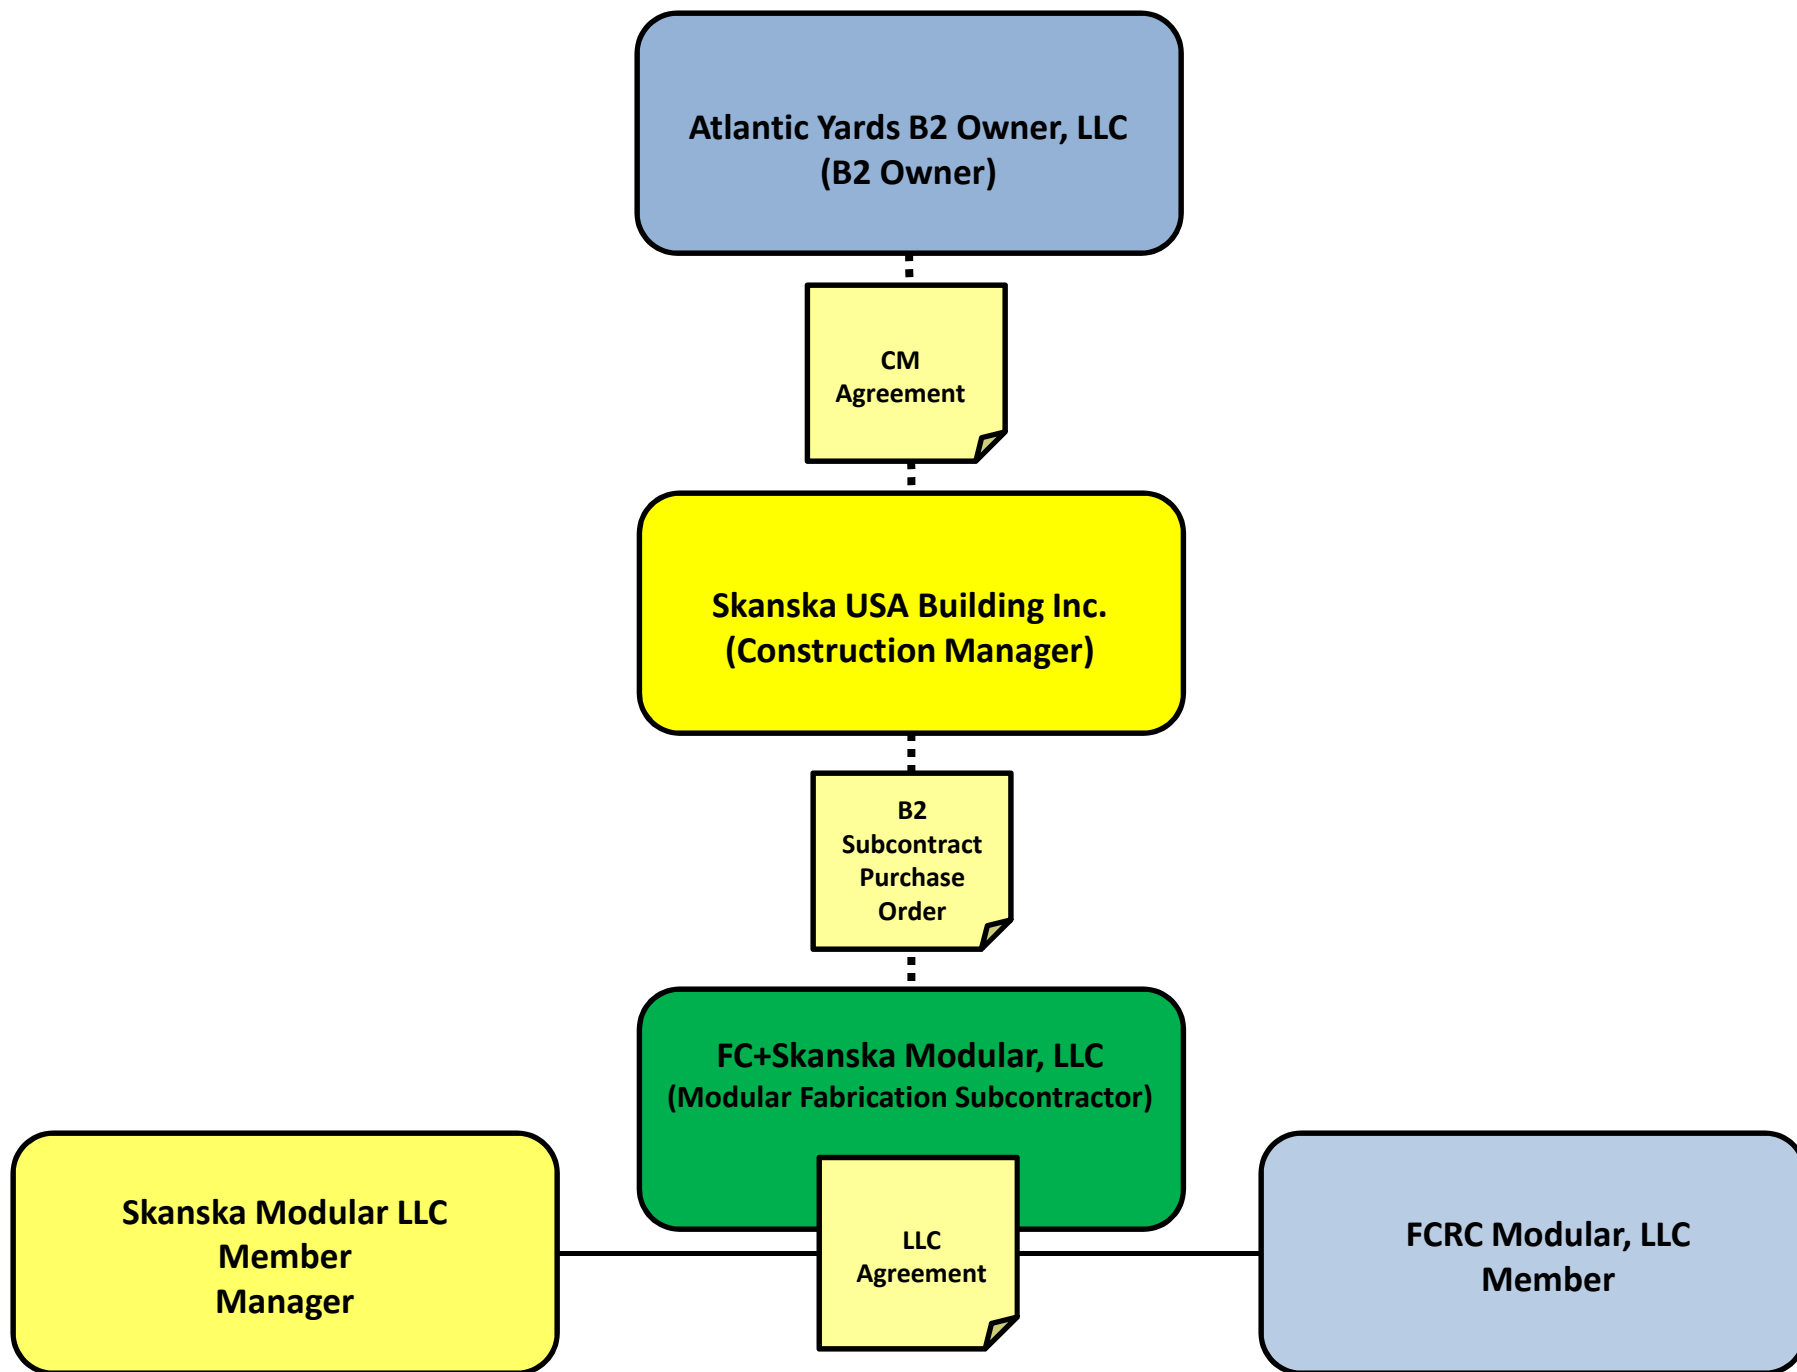 Atlantic Yards B2 Owner, LLC
(B2 Owner)
CM
Agreement
Skanska USA Building Inc.
(Construction Manager)
B2
Subcontract
Purchase
Order
FC+Skanska Modular, LLC
(Modular Fabrication Subcontractor)
Skanska Modular LLC
Member
Manager
LLC
Agreement
FCRC Modular, LLC
Member